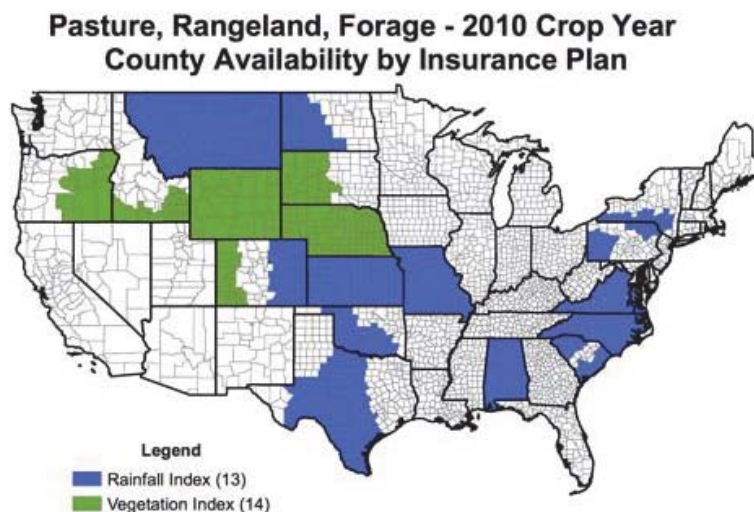 Pasture, Rangeland, Forage - 2010 Crop Year
County Availability by Insurance Plan
Legend
Rainfall Index (13)
Vegetation Index (14)